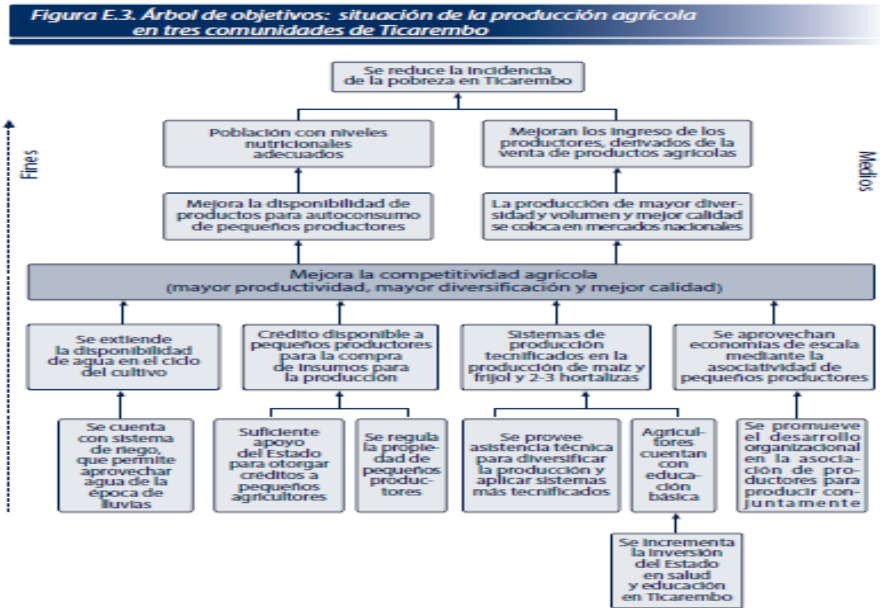 Figura E.3. Árbol de objetivos: situación de la producción agrícola
en tres comunidades de Ticarembo
Se reduce la incidencia
de la pobreza en Ticarembo
Fines
Medios
Población con niveles
nutricionales
adecuados
Mejoran los ingreso de los
productores, derivados de la
venta de productos agrícolas
Mejora la disponibilidad de
productos para autoconsumo
de pequeños productores
La producción de mayor diver-
sidad y volumen y mejor calidad
se coloca en mercados nacionales
Mejora la competitividad agrícola
(mayor productividad, mayor diversificación y mejor calidad)
Se extiende
la disponibilidad
de agua en el ciclo
del cultivo
Crédito disponible a
pequeños productores
para la compra
de insumos para
la producción
Sistemas de
producción
tecnificados en la
producción de maíz y
frijol y 2-3 hortalizas
Se aprovechan
economías de escala
mediante la
asociatividad de
pequeños productores
Se cuenta
con sistema
de riego,
que permite
aprovechar
agua de la
época de
lluvias
Suficiente
apoyo
del Estado
para otorgar
créditos a
pequeños
agricultores
Se regula
la propie-
dad de
pequeños
produc-
tores
Se provee
asistencia técnica
para diversificar
la producción y
aplicar sistemas
más tecnificados
Agricul-
tores
cuentan
con
educa-
ción
básica
Se promueve
el desarrollo
organizacional
en la asocia-
ción de pro-
ductores para
producir con-
juntamente
Se incrementa
la inversión
del Estado
en salud
y educación
en Ticarembo